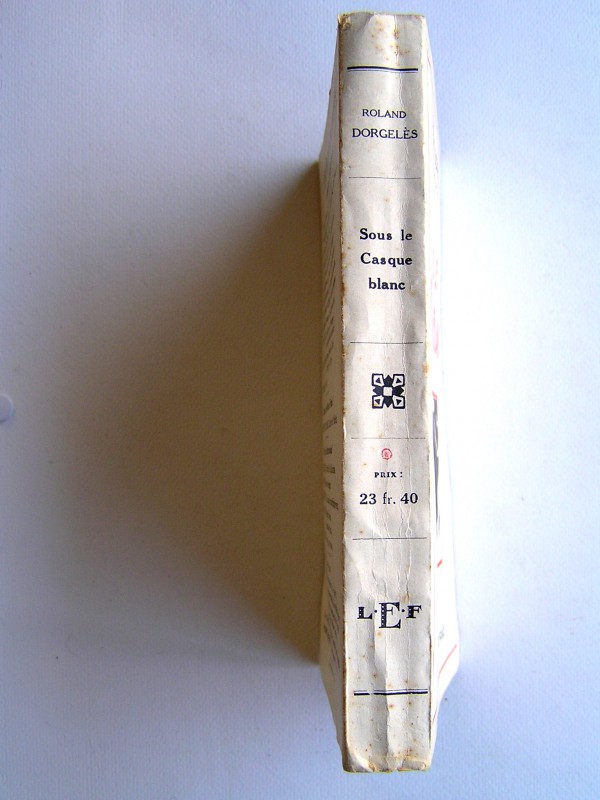 ROLAND
DORGELÈS
Sous le
Casque
blanc
PRIX :
23 fr. 40
L·E·F